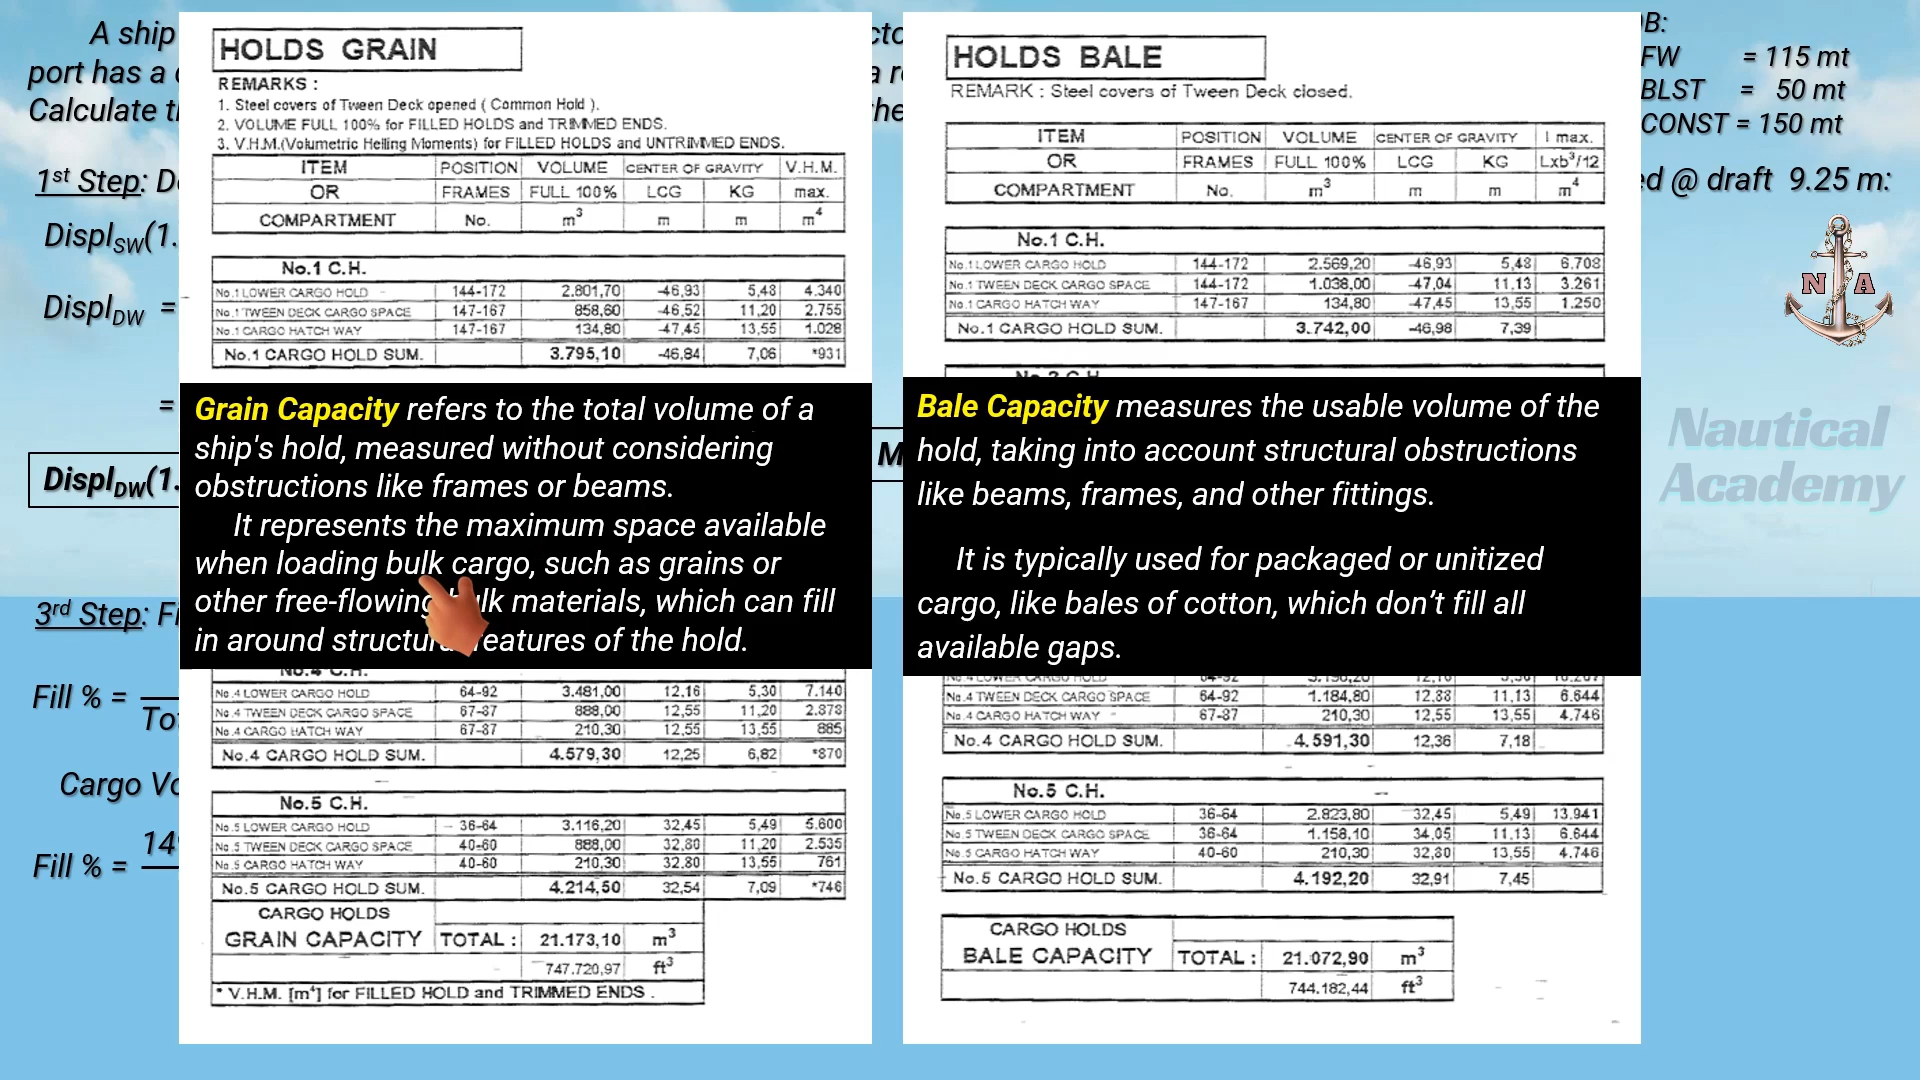 A ship
port has a
Calculate
1st Step:
DisplSW(1.
DisplDW =
=
DisplDW(1.
3rd Step:
Fill % =
Cargo
Fill % =
HOLDS GRAIN
REMARKS :
1. Steel covers of Tween Deck opened ( Common Hold ).
2. VOLUME FULL 100% for FILLED HOLDS and TRIMMED ENDS.
3. V.H.M.(Volumetric Helling Moments) for FILLED HOLDS and UNTRIMMED ENDS.
ITEM POSITION VOLUME CENTER OF GRAVITY V.H.M.
OR FRAMES FULL 100% LCG KG max.
COMPARTMENT No. m3 m m m4
No.1 C.H.
No.1 LOWER CARGO HOLD 144-172 2.801,70 -46,93 5,48 4.340
No.1 TWEEN DECK CARGO SPACE 147-167 858,60 -46,52 11,20 2.755
No.1 CARGO HATCH WAY 147-167 134,80 -47,45 13,55 1.028
No.1 CARGO HOLD SUM. 3.795,10 -46,84 7,06 *931
Grain Capacity refers to the total volume of a
ship's hold, measured without considering
obstructions like frames or beams.
It represents the maximum space available
when loading bulk cargo, such as grains or
other free-flowing bulk materials, which can fill
in around structural features of the hold.
No.4 C.H.
No.4 LOWER CARGO HOLD 64-92 3.481,00 12,16 5,30 7.140
No.4 TWEEN DECK CARGO SPACE 67-87 888,00 12,55 11,20 2.878
No.4 CARGO HATCH WAY 67-87 210,30 12,55 13,55 885
No.4 CARGO HOLD SUM. 4.579,30 12,25 6,82 *870
No.5 C.H.
No.5 LOWER CARGO HOLD 36-64 3.116,20 32,45 5,49 5.600
No.5 TWEEN DECK CARGO SPACE 40-60 888,00 32,80 11,20 2.535
No.5 CARGO HATCH WAY 40-60 210,30 32,80 13,55 761
No.5 CARGO HOLD SUM. 4.214,50 32,54 7,09 *746
CARGO HOLDS
GRAIN CAPACITY TOTAL : 21.173,10 m3
747.720,97 ft3
* V.H.M. [m4] for FILLED HOLD and TRIMMED ENDS .
HOLDS BALE
REMARK : Steel covers of Tween Deck closed.
ITEM POSITION VOLUME CENTER OF GRAVITY I max.
OR FRAMES FULL 100% LCG KG Lxb3/12
COMPARTMENT No. m3 m m m4
No.1 C.H.
No.1 LOWER CARGO HOLD 144-172 2.569,20 -46,93 5,48 6.708
No.1 TWEEN DECK CARGO SPACE 144-172 1.038,00 -47,04 11,13 3.261
No.1 CARGO HATCH WAY 147-167 134,80 -47,45 13,55 1.250
No.1 CARGO HOLD SUM. 3.742,00 -46,98 7,39
Bale Capacity measures the usable volume of the
hold, taking into account structural obstructions
like beams, frames, and other fittings.
It is typically used for packaged or unitized
cargo, like bales of cotton, which don’t fill all
available gaps.
No.4 TWEEN DECK CARGO SPACE 64-92 1.184,80 12,88 11,13 6.644
No.4 CARGO HATCH WAY 67-87 210,30 12,55 13,55 4.746
No.4 CARGO HOLD SUM. 4.591,30 12,36 7,18
No.5 C.H.
No.5 LOWER CARGO HOLD 36-64 2.823,80 32,45 5,49 13.941
No.5 TWEEN DECK CARGO SPACE 36-64 1.158,10 34,05 11,13 6.644
No.5 CARGO HATCH WAY 40-60 210,30 32,80 13,55 4.746
No.5 CARGO HOLD SUM. 4.192,20 32,91 7,45
CARGO HOLDS
BALE CAPACITY TOTAL : 21.072,90 m3
744.182,44 ft3
FW = 115 mt
BLST = 50 mt
CONST = 150 mt
@ draft 9.25 m:
N A
Nautical
Academy